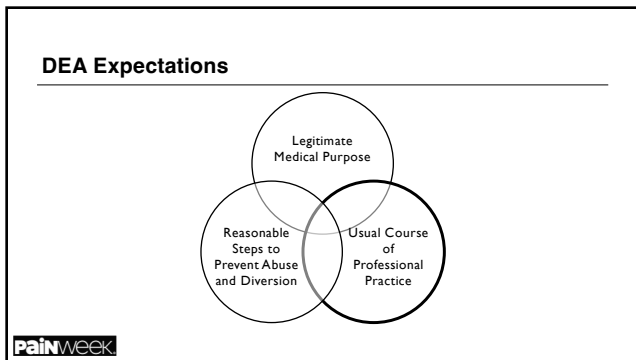 DEA Expectations
Legitimate
Medical Purpose
Reasonable
Steps to
Prevent Abuse
and Diversion
Usual Course
of
Professional
Practice
PAiNWEEK.